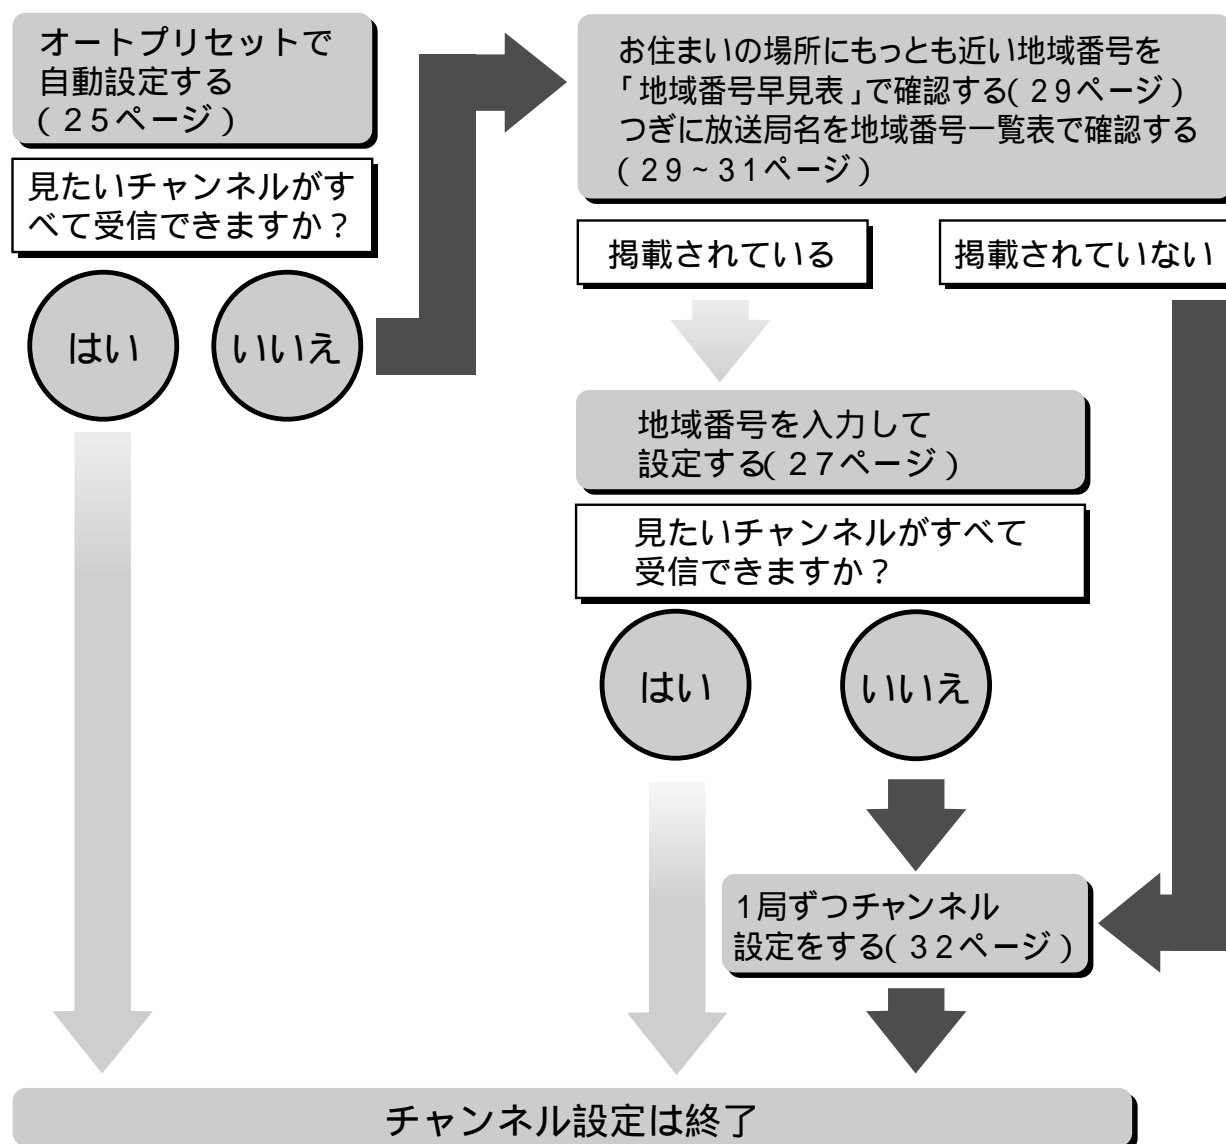 オートプリセットで
自動設定する
(25ページ)
見たいチャンネルがす
べて受信できますか?
はい
いいえ
お住まいの場所にもっとも近い地域番号を
「地域番号早見表」で確認する(29ページ)
つぎに放送局名を地域番号一覧表で確認する
(29~31ページ)
掲載されている
掲載されていない
地域番号を入力して
設定する(27ページ)
見たいチャンネルがすべて
受信できますか?
はい
いいえ
1局ずつチャンネル
設定をする(32ページ)
チャンネル設定は終了